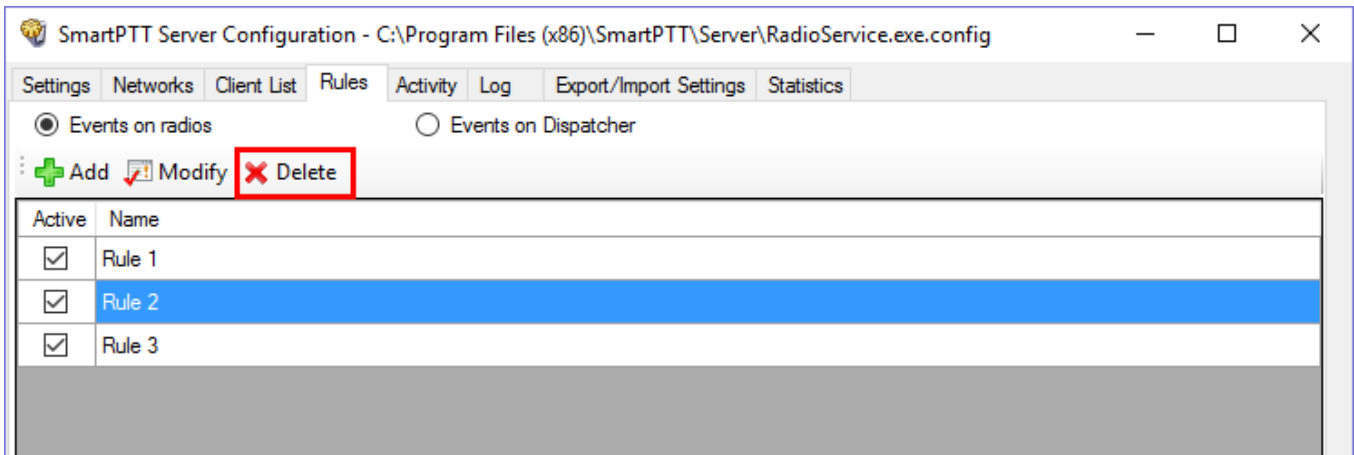 SmartPTT Server Configuration - C:\Program Files (x86)\SmartPTT\Server\RadioService.exe.config
Settings Networks Client List Rules Activity Log Export/Import Settings Statistics
Events on radios Events on Dispatcher
Add Modify Delete
Active Name
Rule 1
Rule 2
Rule 3